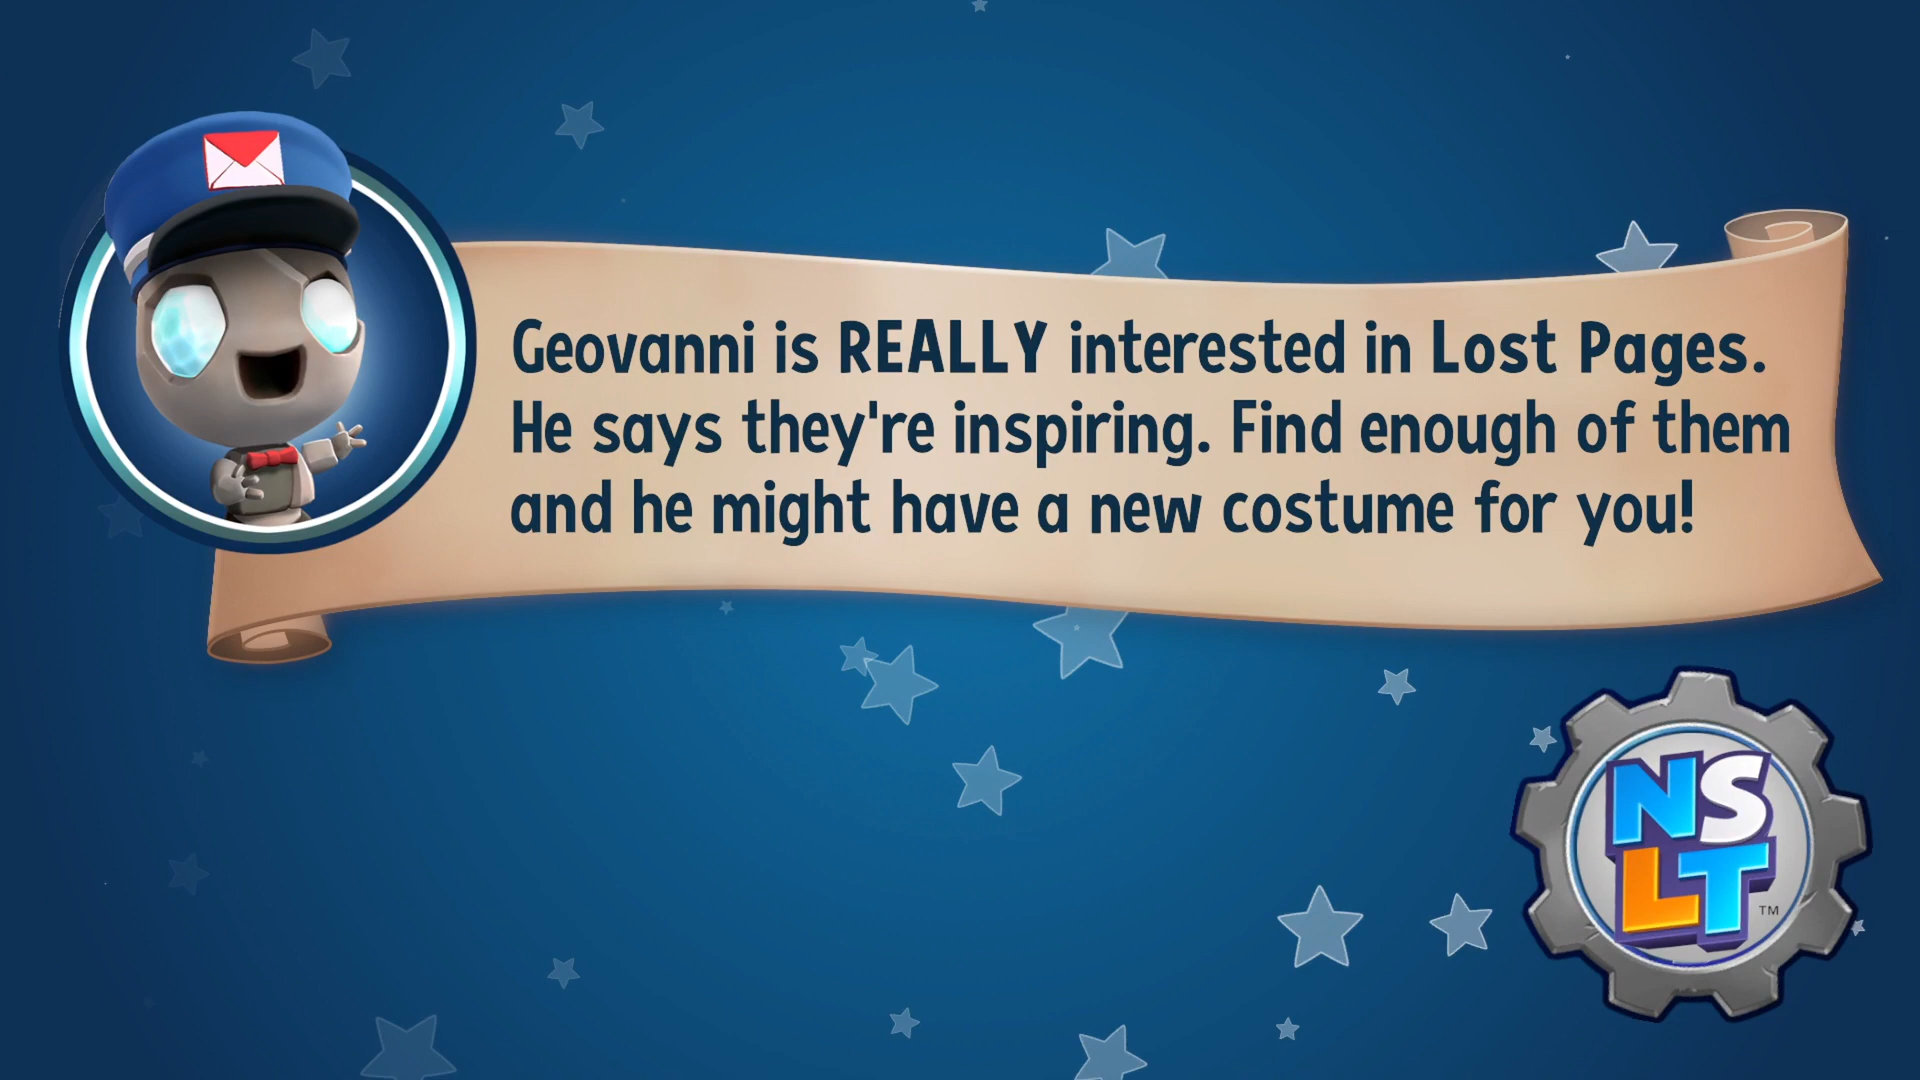 Geovanni is REALLY interested in Lost Pages.
He says they're inspiring. Find enough of them
and he might have a new costume for you!
NS
LT
TM